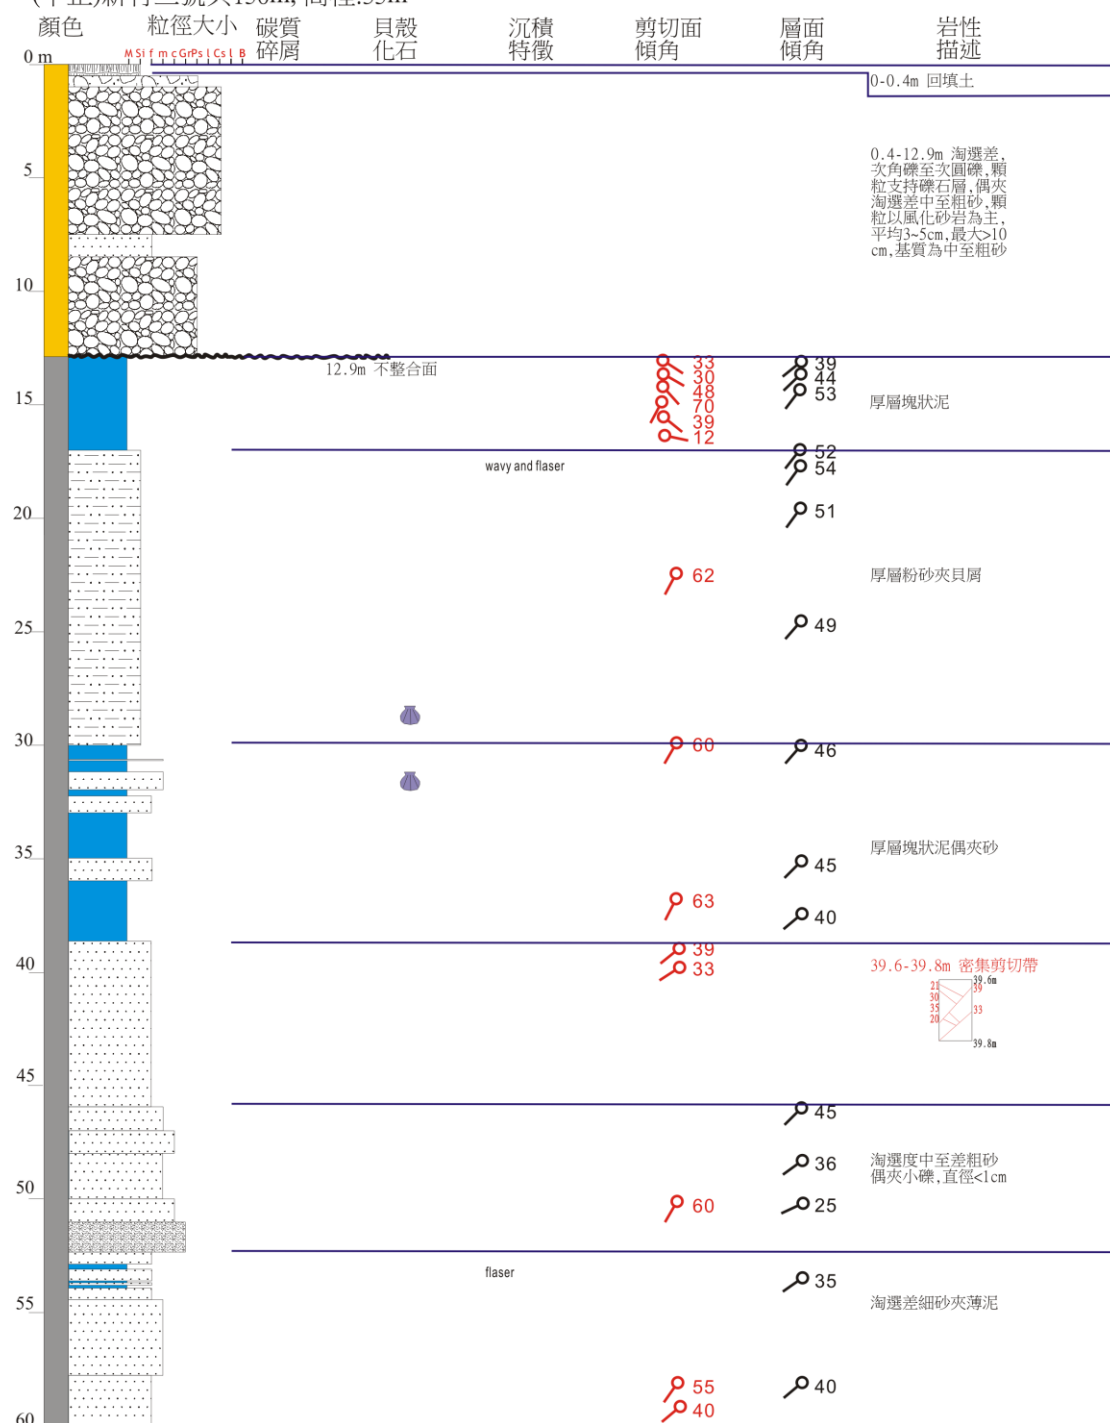 顏色 粒徑大小 碳質碎屑 貝殼化石 沉積特徵 剪切面傾角 層面傾角 岩性描述
M Si f m c Gr Ps l Cs l B
0 m
0-0.4m 回填土
0.4-12.9m 淘選差,
次角礫至次圓礫,顆
粒支持礫石層,偶夾
淘選差中至粗砂,顆
粒以風化砂岩為主,
平均3~5cm,最大>10
cm,基質為中至粗砂
5
10
12.9m 不整合面
33 39
30 44
48 53
70
39
12
厚層塊狀泥
15
52
wavy and flaser 54
20
51
62 厚層粉砂夾貝屑
25 49
30
60 46
厚層塊狀泥偶夾砂
35 45
63 40
39
33
39.6-39.8m 密集剪切帶
39.6m
21 39
30
35 33
20
39.8m
40
45
45
36 淘選度中至差粗砂
偶夾小礫,直徑<1cm
50 60 25
flaser 35
淘選差細砂夾薄泥
55
55 40
40
60